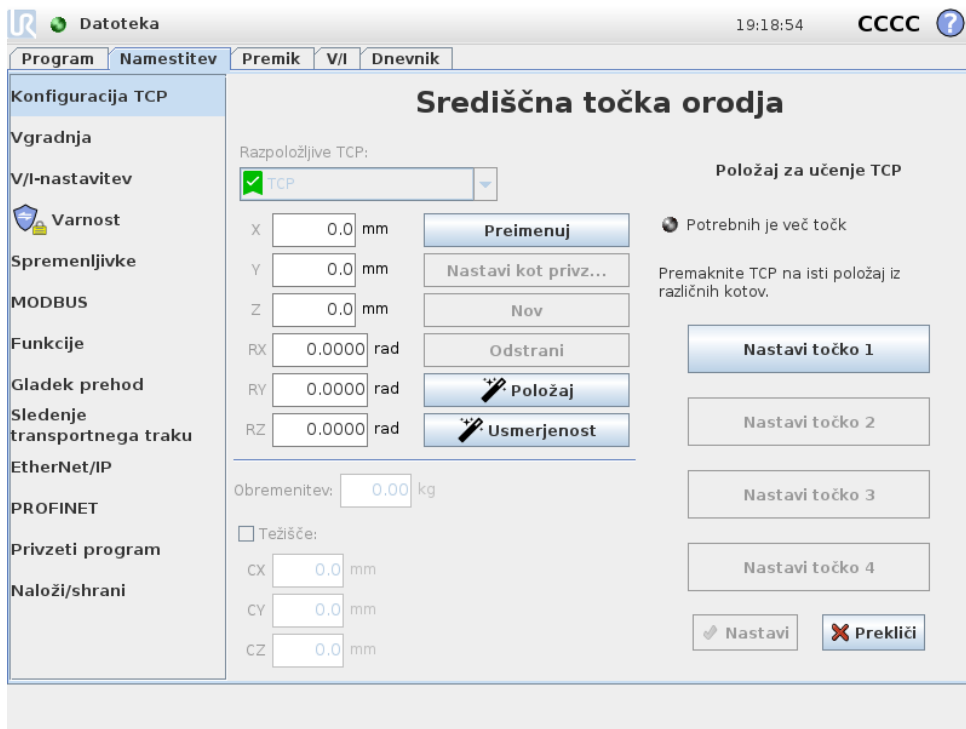 UR Datoteka 19:18:54 CCCC ?
Program Namestitev Premik V/I Dnevnik
Konfiguracija TCP
Vgradnja
V/I-nastavitev
Varnost
Spremenljivke
MODBUS
Funkcije
Gladek prehod
Sledenje
transportnega traku
EtherNet/IP
PROFINET
Privzeti program
Naloži/shrani
Središčna točka orodja
Razpoložljive TCP:
TCP
X 0.0 mm Preimenuj
Y 0.0 mm Nastavi kot privz...
Z 0.0 mm Nov
RX 0.0000 rad Odstrani
RY 0.0000 rad Položaj
RZ 0.0000 rad Usmerjenost
Obremenitev: 0.00 kg
Težišče:
CX 0.0 mm
CY 0.0 mm
CZ 0.0 mm
Položaj za učenje TCP
Potrebnih je več točk
Premaknite TCP na isti položaj iz
različnih kotov.
Nastavi točko 1
Nastavi točko 2
Nastavi točko 3
Nastavi točko 4
Nastavi Prekliči